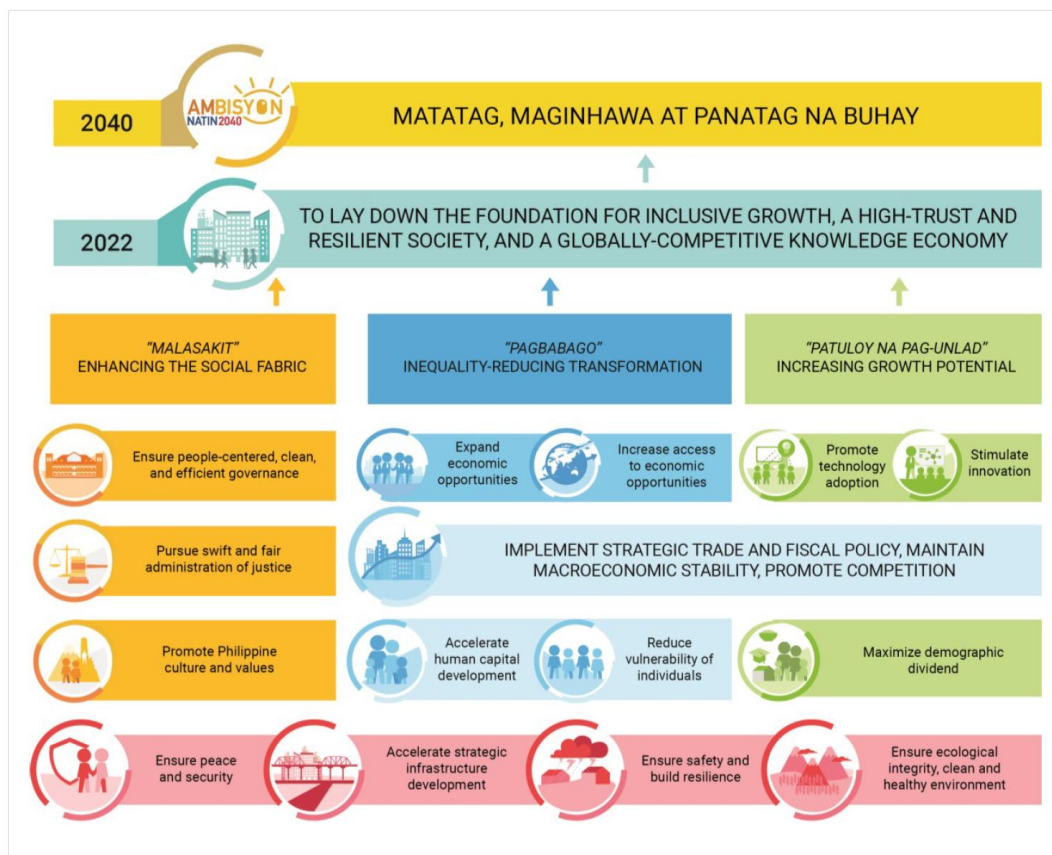 2040
AMBISYON
NATIN2040
MATATAG, MAGINHAWA AT PANATAG NA BUHAY
2022
TO LAY DOWN THE FOUNDATION FOR INCLUSIVE GROWTH, A HIGH-TRUST AND
RESILIENT SOCIETY, AND A GLOBALLY-COMPETITIVE KNOWLEDGE ECONOMY
"MALASAKIT"
ENHANCING THE SOCIAL FABRIC
"PAGBABAGO"
INEQUALITY-REDUCING TRANSFORMATION
"PATULOY NA PAG-UNLAD"
INCREASING GROWTH POTENTIAL
Ensure people-centered, clean,
and efficient governance
Expand
economic
opportunities
Increase access
to economic
opportunities
Promote
technology
adoption
Stimulate
innovation
Pursue swift and fair
administration of justice
IMPLEMENT STRATEGIC TRADE AND FISCAL POLICY, MAINTAIN
MACROECONOMIC STABILITY, PROMOTE COMPETITION
Promote Philippine
culture and values
Accelerate
human capital
development
Reduce
vulnerability of
individuals
Maximize demographic
dividend
Ensure peace
and security
Accelerate strategic
infrastructure
development
Ensure safety and
build resilience
Ensure ecological
integrity, clean and
healthy environment